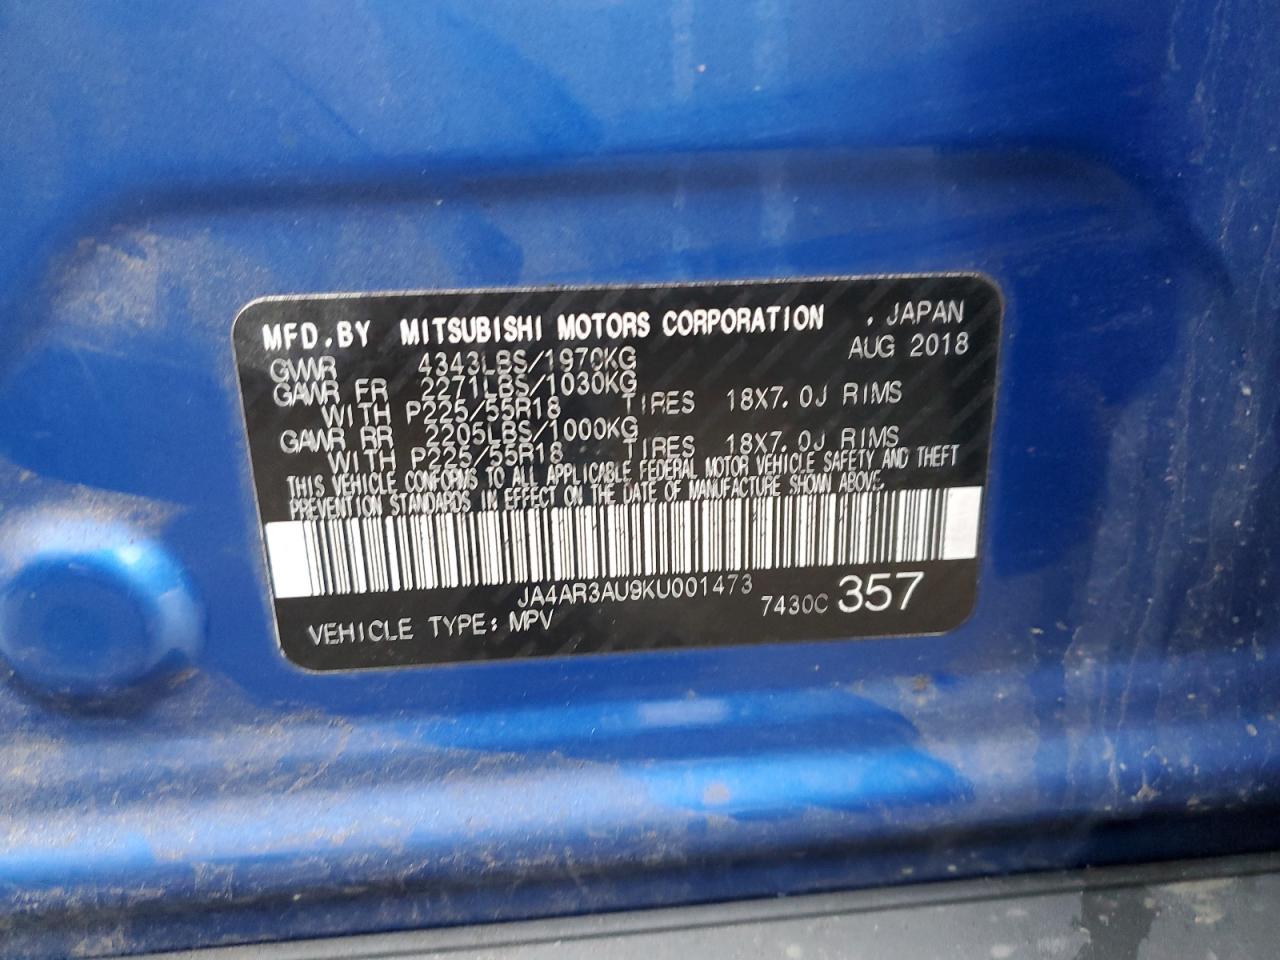 MFD.BY MITSUBISHI MOTORS CORPORATION . JAPAN
GVWR 4343LBS/1970KG AUG 2018
GAWR FR 2271LBS/1030KG
WITH P225/55R18 TIRES 18X7.0J RIMS
GAWR RR 2205LBS/1000KG
WITH P225/55R18 TIRES 18X7.0J RIMS
THIS VEHICLE CONFORMS TO ALL APPLICABLE FEDERAL MOTOR VEHICLE SAFETY AND THEFT
PREVENTION STANDARDS IN EFFECT ON THE DATE OF MANUFACTURE SHOWN ABOVE.
JA4AR3AU9KU001473
VEHICLE TYPE: MPV 7430C 357